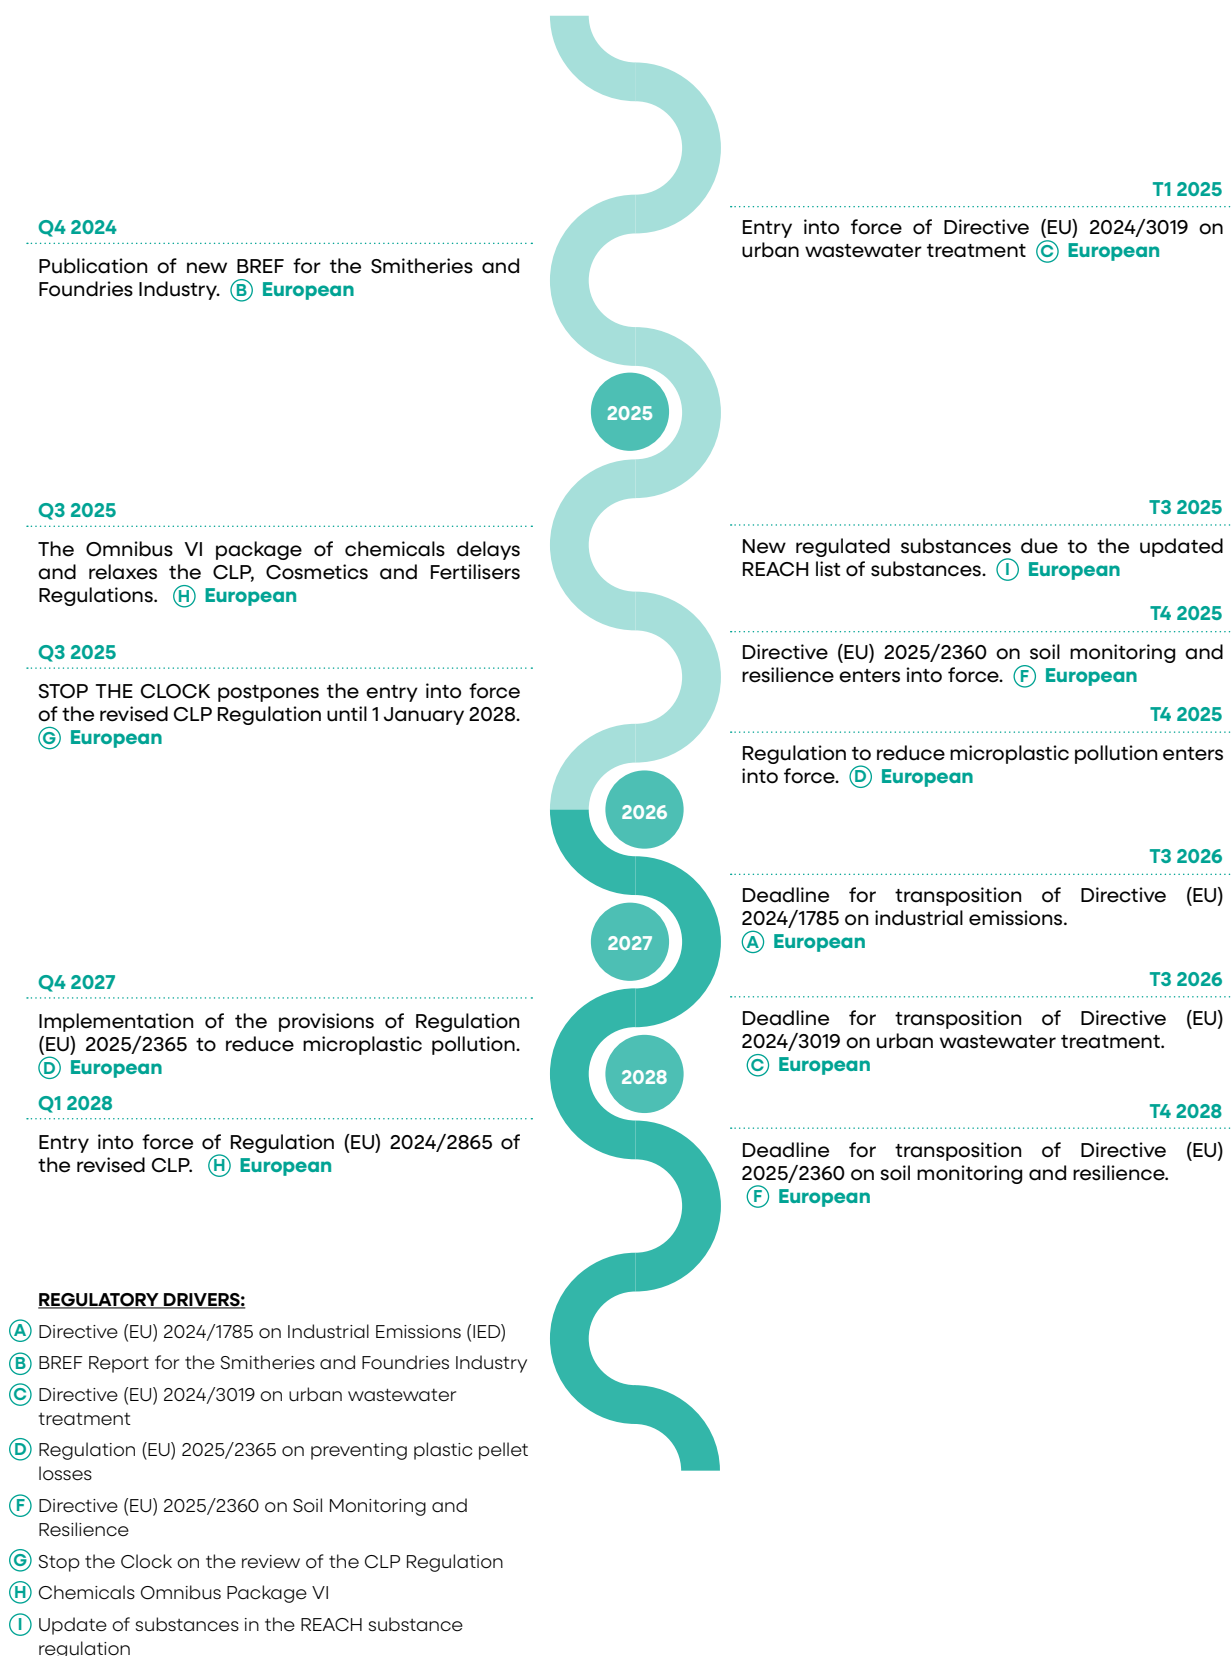 Q4 2024
Publication of new BREF for the Smitheries and
Foundries Industry. B European
T1 2025
Entry into force of Directive (EU) 2024/3019 on
urban wastewater treatment C European
2025
Q3 2025
The Omnibus VI package of chemicals delays
and relaxes the CLP, Cosmetics and Fertilisers
Regulations. H European
Q3 2025
STOP THE CLOCK postpones the entry into force
of the revised CLP Regulation until 1 January 2028.
G European
T3 2025
New regulated substances due to the updated
REACH list of substances. I European
T4 2025
Directive (EU) 2025/2360 on soil monitoring and
resilience enters into force. F European
T4 2025
Regulation to reduce microplastic pollution enters
into force. D European
2026
T3 2026
Deadline for transposition of Directive (EU)
2024/1785 on industrial emissions.
A European
2027
T3 2026
Deadline for transposition of Directive (EU)
2024/3019 on urban wastewater treatment.
C European
Q4 2027
Implementation of the provisions of Regulation
(EU) 2025/2365 to reduce microplastic pollution.
D European
2028
Q1 2028
Entry into force of Regulation (EU) 2024/2865 of
the revised CLP. H European
T4 2028
Deadline for transposition of Directive (EU)
2025/2360 on soil monitoring and resilience.
F European
REGULATORY DRIVERS:
A Directive (EU) 2024/1785 on Industrial Emissions (IED)
B BREF Report for the Smitheries and Foundries Industry
C Directive (EU) 2024/3019 on urban wastewater
treatment
D Regulation (EU) 2025/2365 on preventing plastic pellet
losses
F Directive (EU) 2025/2360 on Soil Monitoring and
Resilience
G Stop the Clock on the review of the CLP Regulation
H Chemicals Omnibus Package VI
I Update of substances in the REACH substance
regulation